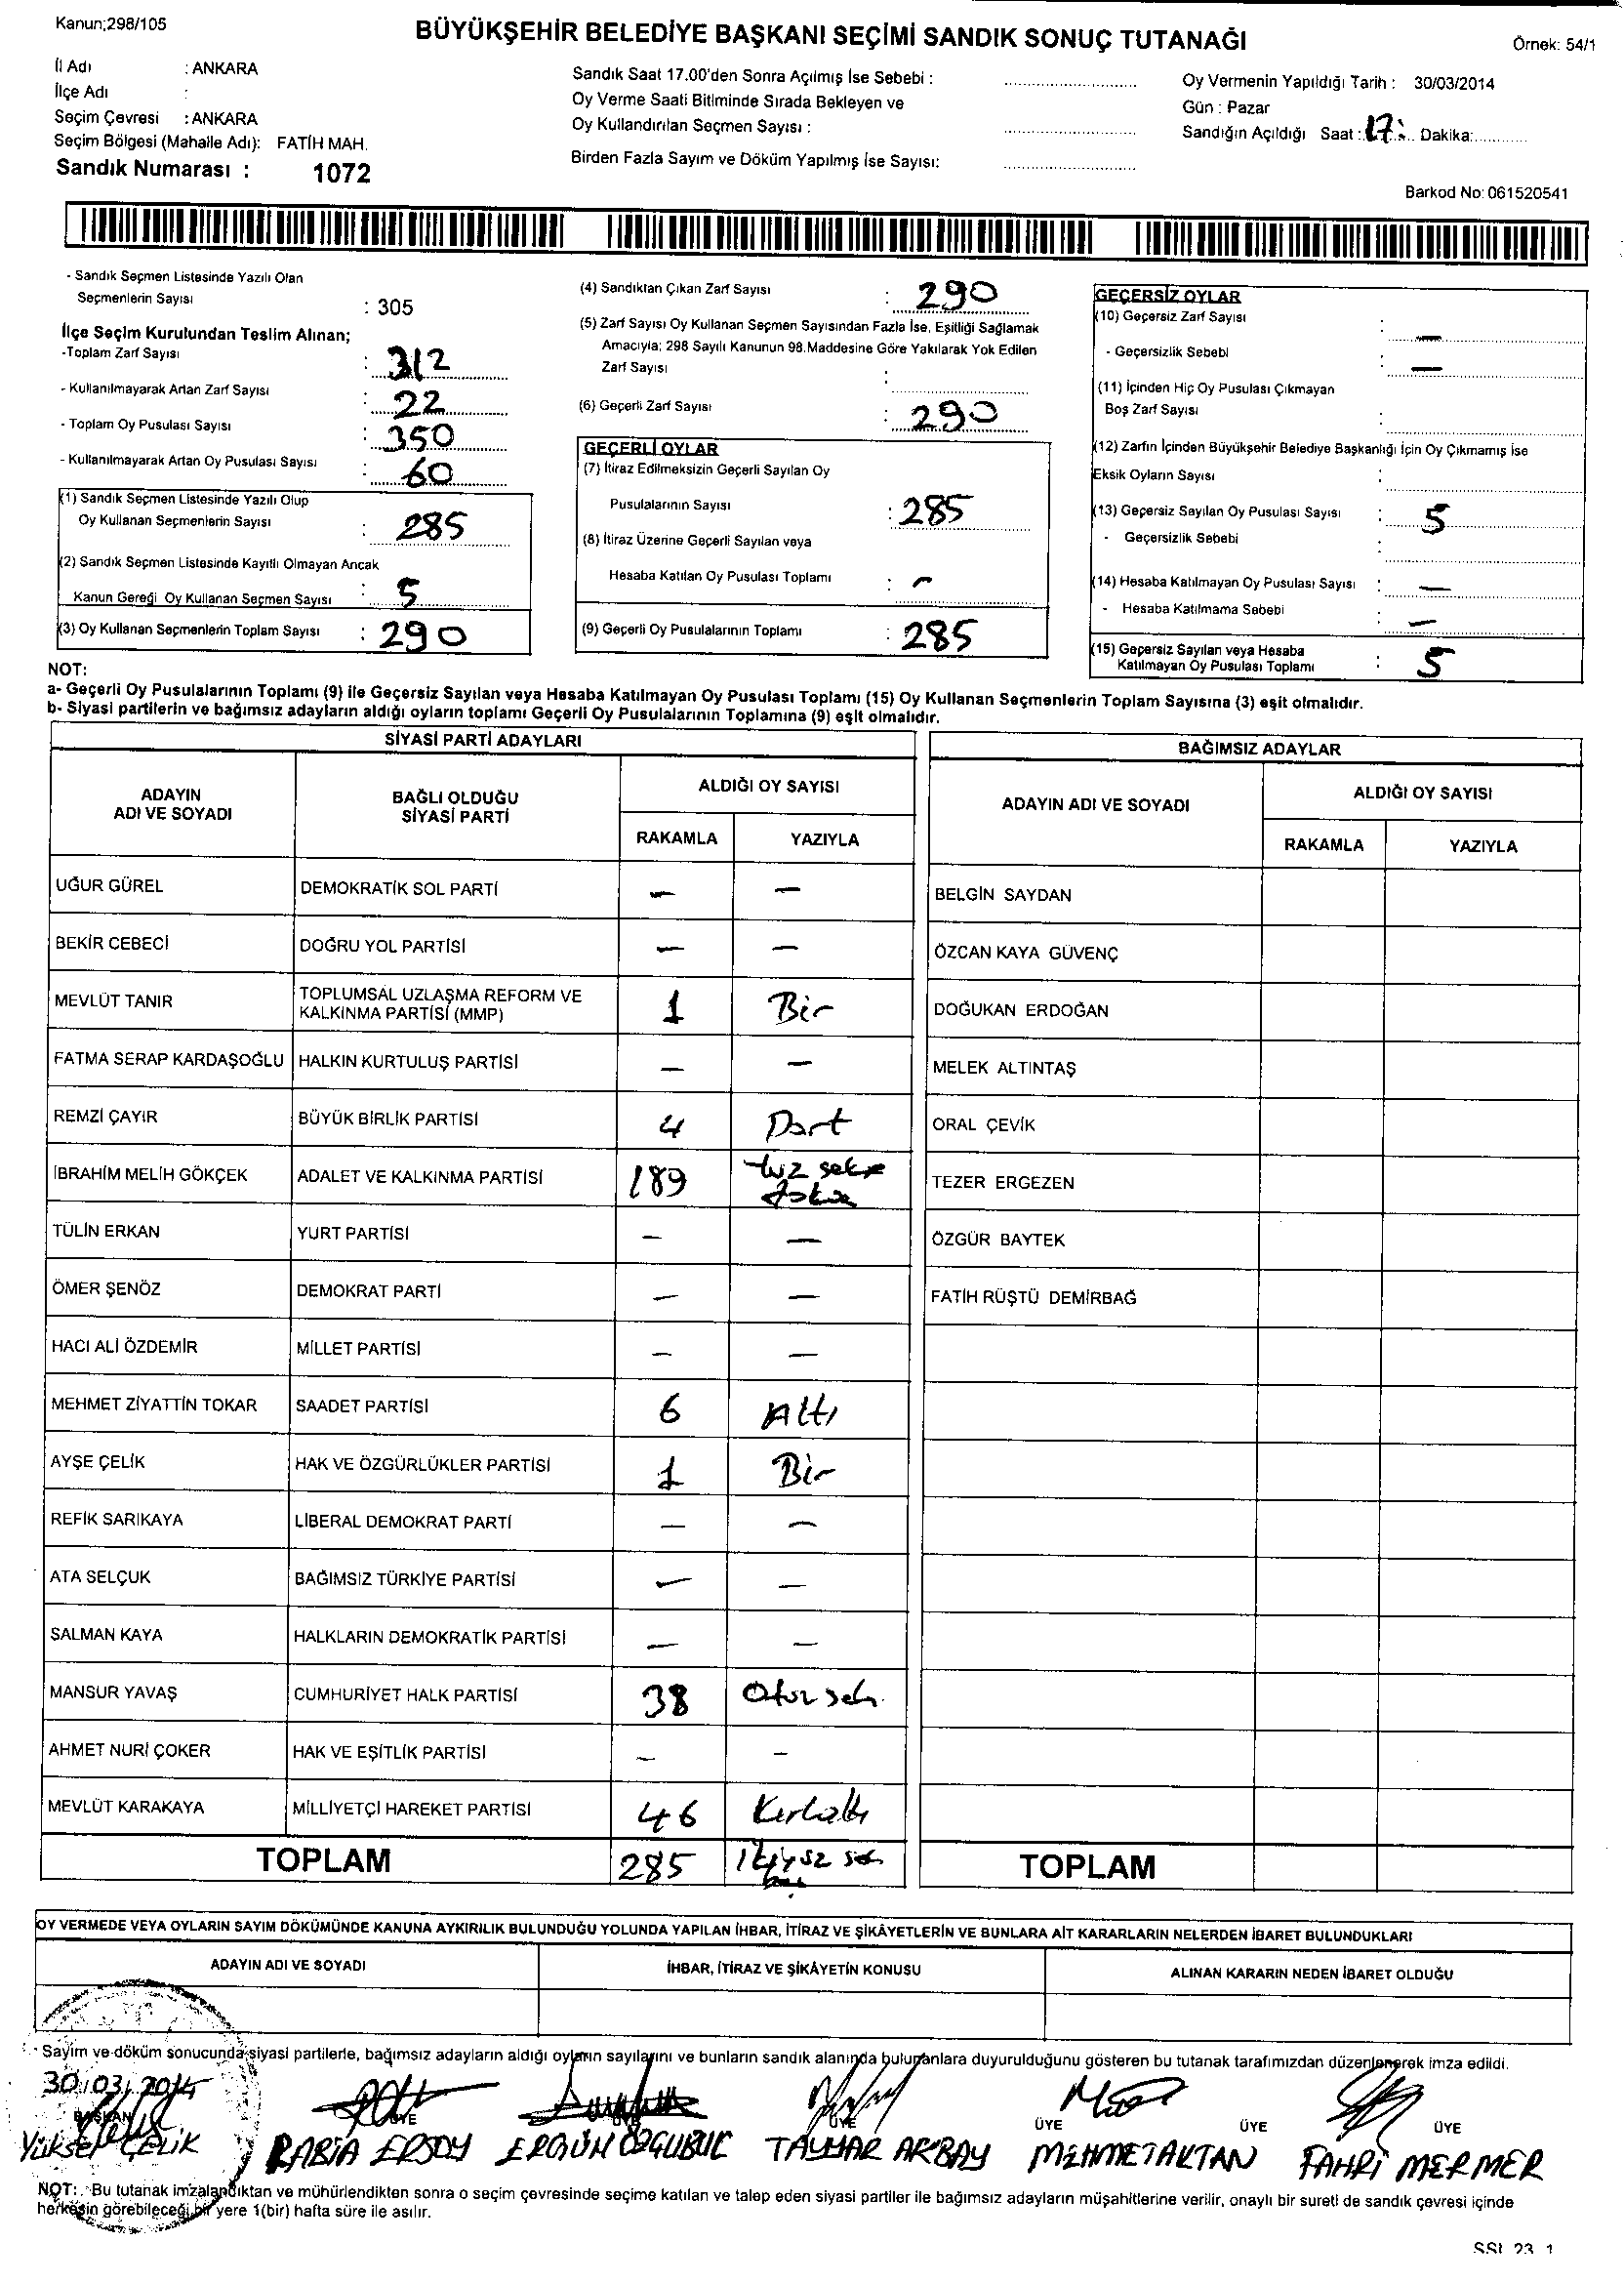 Kanun;298/105
BÜYÜKŞEHİR BELEDİYE BAŞKANI SEÇİMİ SANDIK SONUÇ TUTANAĞI
Örnek: 54/1
İl Adı : ANKARA
İlçe Adı :
Seçim Çevresi : ANKARA
Seçim Bölgesi (Mahalle Adı): FATİH MAH.
Sandık Numarası : 1072
Sandık Saat 17.00'den Sonra Açılmış İse Sebebi :
Oy Verme Saati Bitiminde Sırada Bekleyen ve
Oy Kullandırılan Seçmen Sayısı :
Birden Fazla Sayım ve Döküm Yapılmış İse Sayısı:
Oy Vermenin Yapıldığı Tarih : 30/03/2014
Gün : Pazar
Sandığın Açıldığı Saat : 17 : Dakika:
Barkod No: 061520541
- Sandık Seçmen Listesinde Yazılı Olan
Seçmenlerin Sayısı : 305
İlçe Seçim Kurulundan Teslim Alınan;
-Toplam Zarf Sayısı : 312
- Kullanılmayarak Artan Zarf Sayısı : 22
- Toplam Oy Pusulası Sayısı : 350
- Kullanılmayarak Artan Oy Pusulası Sayısı : 60
(1) Sandık Seçmen Listesinde Yazılı Olup
Oy Kullanan Seçmenlerin Sayısı : 285
(2) Sandık Seçmen Listesinde Kayıtlı Olmayan Ancak
Kanun Gereği Oy Kullanan Seçmen Sayısı : 5
(3) Oy Kullanan Seçmenlerin Toplam Sayısı : 290
(4) Sandıktan Çıkan Zarf Sayısı : 290
(5) Zarf Sayısı Oy Kullanan Seçmen Sayısından Fazla İse, Eşitliği Sağlamak
Amacıyla; 298 Sayılı Kanunun 98.Maddesine Göre Yakılarak Yok Edilen
Zarf Sayısı :
(6) Geçerli Zarf Sayısı : 290
GEÇERLİ OYLAR
(7) İtiraz Edilmeksizin Geçerli Sayılan Oy
Pusulalarının Sayısı : 285
(8) İtiraz Üzerine Geçerli Sayılan veya
Hesaba Katılan Oy Pusulası Toplamı : -
(9) Geçerli Oy Pusulalarının Toplamı : 285
GEÇERSİZ OYLAR
(10) Geçersiz Zarf Sayısı : -
- Geçersizlik Sebebi : -
(11) İçinden Hiç Oy Pusulası Çıkmayan
Boş Zarf Sayısı :
(12) Zarfın İçinden Büyükşehir Belediye Başkanlığı İçin Oy Çıkmamış İse
Eksik Oyların Sayısı :
(13) Geçersiz Sayılan Oy Pusulası Sayısı : 5
- Geçersizlik Sebebi :
(14) Hesaba Katılmayan Oy Pusulası Sayısı : -
- Hesaba Katılmama Sebebi : -
(15) Geçersiz Sayılan veya Hesaba
Katılmayan Oy Pusulası Toplamı : 5
NOT:
a- Geçerli Oy Pusulalarının Toplamı (9) ile Geçersiz Sayılan veya Hesaba Katılmayan Oy Pusulası Toplamı (15) Oy Kullanan Seçmenlerin Toplam Sayısına (3) eşit olmalıdır.
b- Siyasi partilerin ve bağımsız adayların aldığı oyların toplamı Geçerli Oy Pusulalarının Toplamına (9) eşit olmalıdır.
SİYASİ PARTİ ADAYLARI
ADAYIN ADI VE SOYADI
BAĞLI OLDUĞU SİYASİ PARTİ
ALDIĞI OY SAYISI
RAKAMLA YAZIYLA
UĞUR GÜREL DEMOKRATİK SOL PARTİ - -
BEKİR CEBECİ DOĞRU YOL PARTİSİ - -
MEVLÜT TANIR TOPLUMSAL UZLAŞMA REFORM VE KALKINMA PARTİSİ (MMP) 1 Bir
FATMA SERAP KARDAŞOĞLU HALKIN KURTULUŞ PARTİSİ - -
REMZİ ÇAYIR BÜYÜK BİRLİK PARTİSİ 4 Dört
İBRAHİM MELİH GÖKÇEK ADALET VE KALKINMA PARTİSİ 189
TÜLİN ERKAN YURT PARTİSİ - -
ÖMER ŞENÖZ DEMOKRAT PARTİ - -
HACI ALİ ÖZDEMİR MİLLET PARTİSİ - -
MEHMET ZİYATTİN TOKAR SAADET PARTİSİ 6 Altı
AYŞE ÇELİK HAK VE ÖZGÜRLÜKLER PARTİSİ 1 Bir
REFİK SARIKAYA LİBERAL DEMOKRAT PARTİ - -
ATA SELÇUK BAĞIMSIZ TÜRKİYE PARTİSİ - -
SALMAN KAYA HALKLARIN DEMOKRATİK PARTİSİ - -
MANSUR YAVAŞ CUMHURİYET HALK PARTİSİ 38
AHMET NURİ ÇOKER HAK VE EŞİTLİK PARTİSİ - -
MEVLÜT KARAKAYA MİLLİYETÇİ HAREKET PARTİSİ 46 Kırkaltı
TOPLAM 285
BAĞIMSIZ ADAYLAR
ADAYIN ADI VE SOYADI
ALDIĞI OY SAYISI
RAKAMLA YAZIYLA
BELGİN SAYDAN
ÖZCAN KAYA GÜVENÇ
DOĞUKAN ERDOĞAN
MELEK ALTINTAŞ
ORAL ÇEVİK
TEZER ERGEZEN
ÖZGÜR BAYTEK
FATİH RÜŞTÜ DEMİRBAĞ
TOPLAM
OY VERMEDE VEYA OYLARIN SAYIM DÖKÜMÜNDE KANUNA AYKIRILIK BULUNDUĞU YOLUNDA YAPILAN İHBAR, İTİRAZ VE ŞİKÂYETLERİN VE BUNLARA AİT KARARLARIN NELERDEN İBARET BULUNDUKLARI
ADAYIN ADI VE SOYADI
İHBAR, İTİRAZ VE ŞİKÂYETİN KONUSU
ALINAN KARARIN NEDEN İBARET OLDUĞU
Sayım ve döküm sonucunda siyasi partilerle, bağımsız adayların aldığı oyların sayılarını ve bunların sandık alanında bulunanlara duyurulduğunu gösteren bu tutanak tarafımızdan düzenlenerek imza edildi.
30/03/2014
BAŞKAN ÜYE ÜYE ÜYE ÜYE ÜYE ÜYE
Yüksel ÇELİK RABİA ERSOY ERGÜN ÖZGUBUC TAYYAR AKBAY MEHMET AKTAN FAHRİ MERMER
NOT: Bu tutanak imzalandıktan ve mühürlendikten sonra o seçim çevresinde seçime katılan ve talep eden siyasi partiler ile bağımsız adayların müşahitlerine verilir, onaylı bir sureti de sandık çevresi içinde
herkesin görebileceği bir yere 1(bir) hafta süre ile asılır.